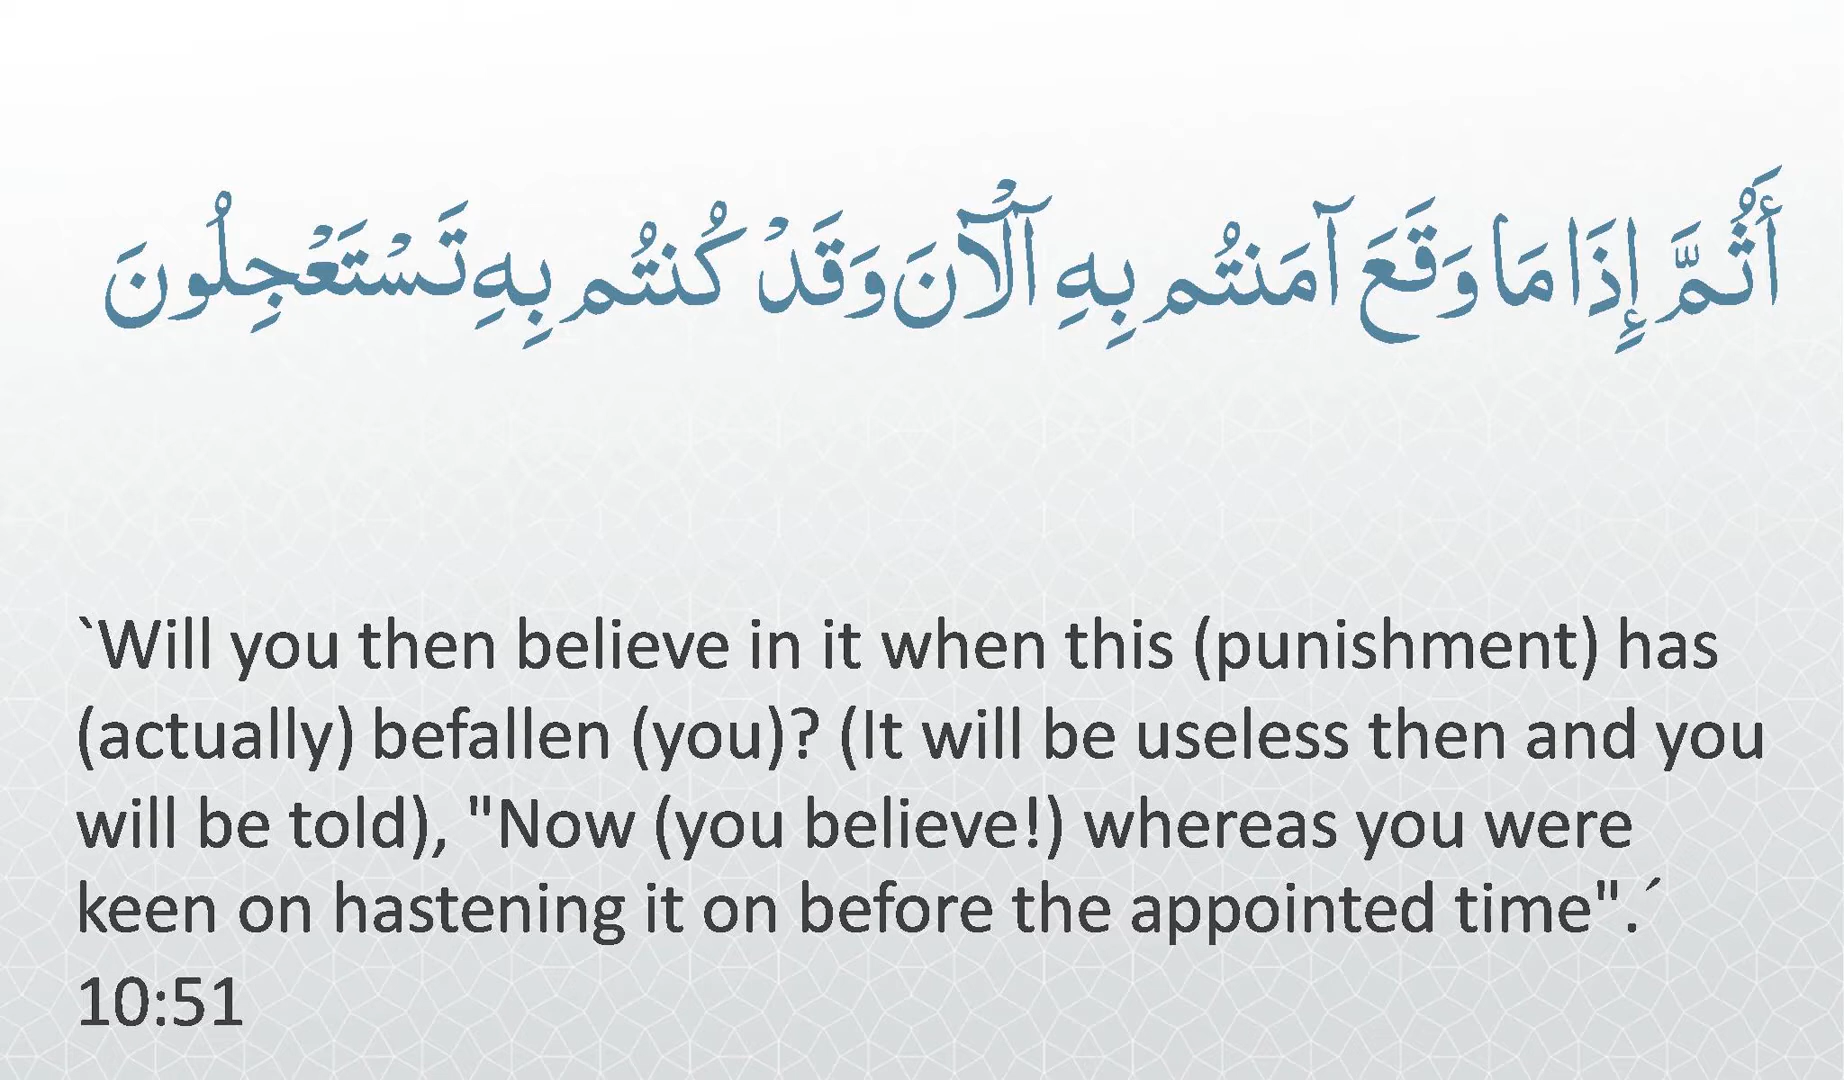 أَثُمَّ إِذَا مَا وَقَعَ آمَنتُم بِهِ آلْآنَ وَقَدْ كُنتُم بِهِ تَسْتَعْجِلُونَ
`Will you then believe in it when this (punishment) has
(actually) befallen (you)? (It will be useless then and you
will be told), "Now (you believe!) whereas you were
keen on hastening it on before the appointed time".´
10:51